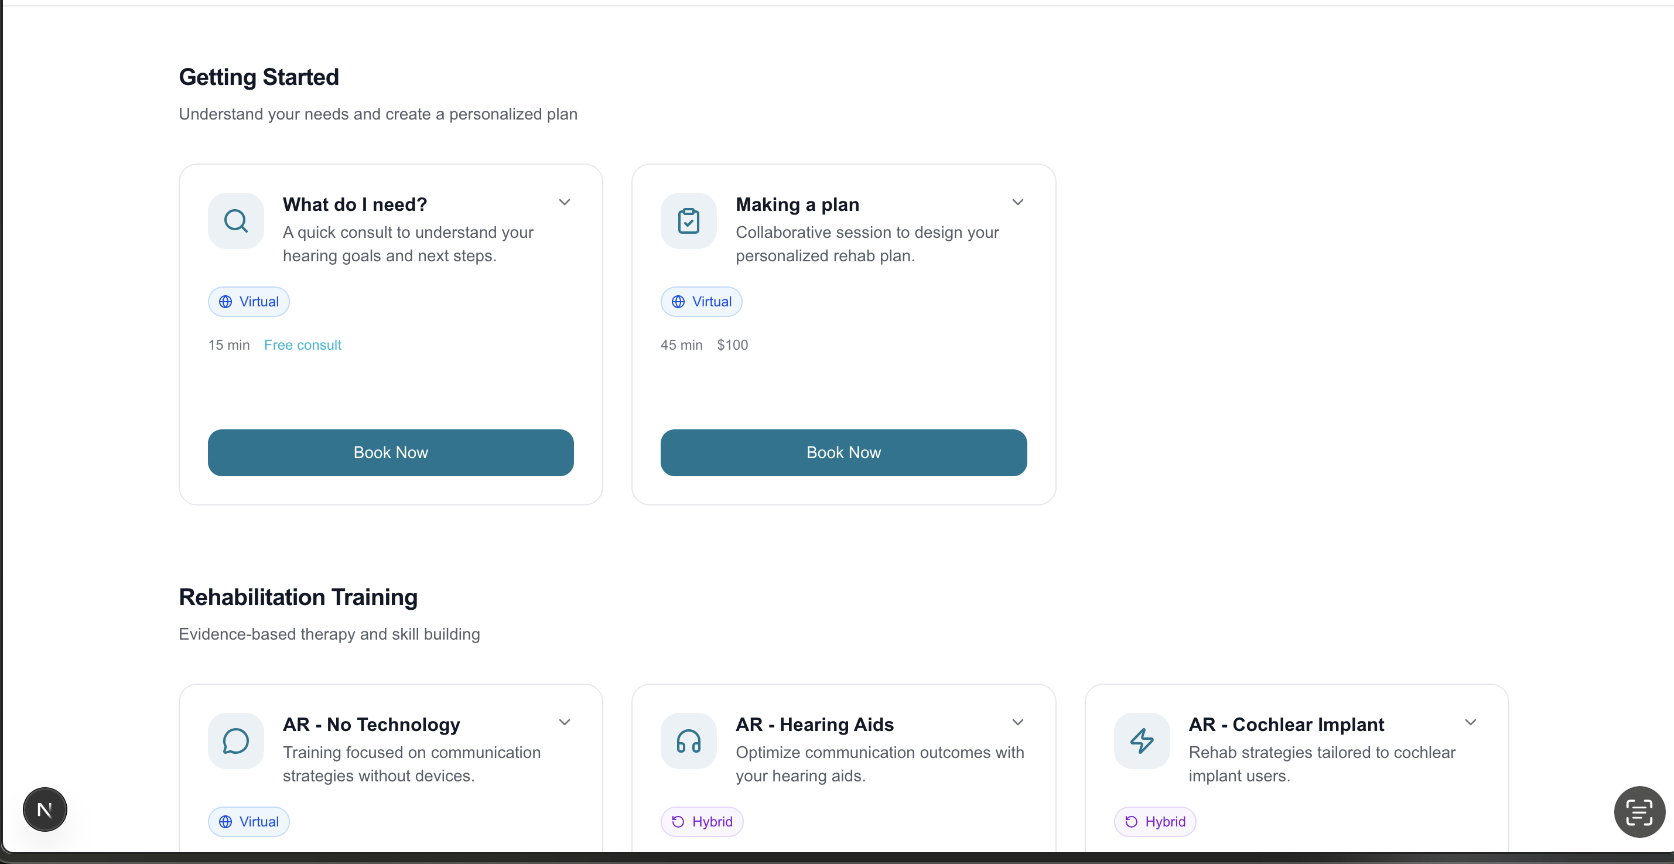 Getting Started
Understand your needs and create a personalized plan
What do I need?
A quick consult to understand your
hearing goals and next steps.
Virtual
15 min Free consult
Book Now
Making a plan
Collaborative session to design your
personalized rehab plan.
Virtual
45 min $100
Book Now
Rehabilitation Training
Evidence-based therapy and skill building
AR - No Technology
Training focused on communication
strategies without devices.
Virtual
AR - Hearing Aids
Optimize communication outcomes with
your hearing aids.
Hybrid
AR - Cochlear Implant
Rehab strategies tailored to cochlear
implant users.
Hybrid
N